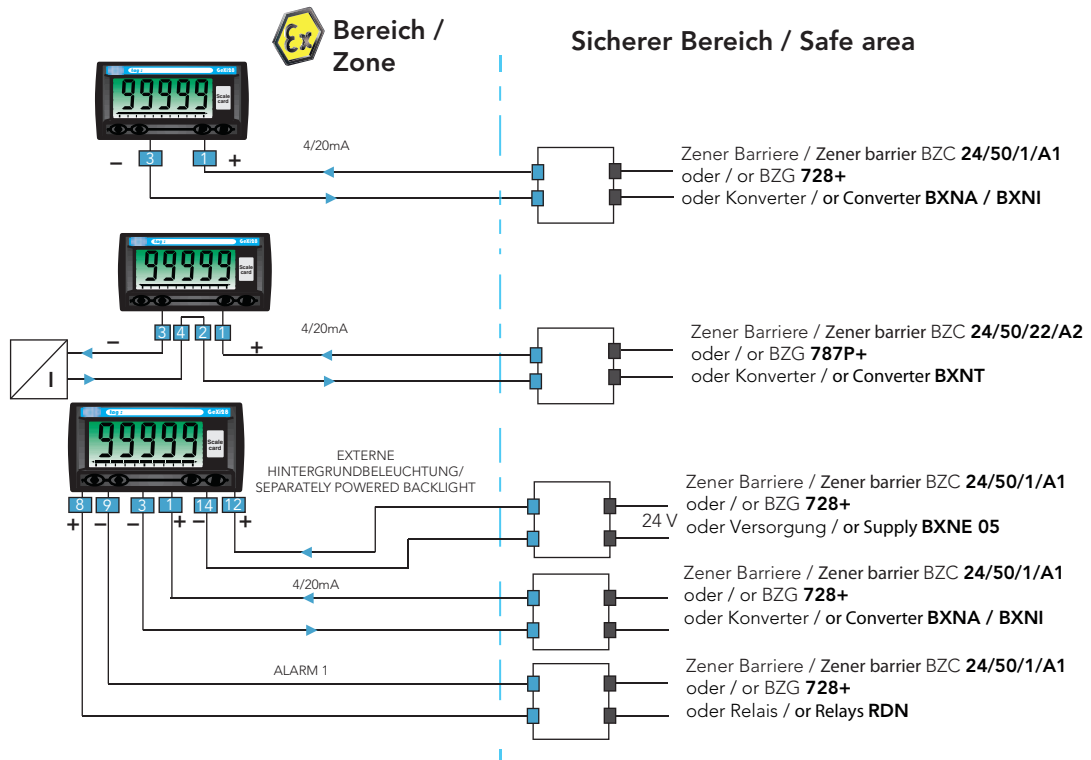 Ex
Bereich /
Zone
Sicherer Bereich / Safe area
tag : GeXi88
99999
Scale
card
– 3 1 +
4/20mA
Zener Barriere / Zener barrier BZC 24/50/1/A1
oder / or BZG 728+
oder Konverter / or Converter BXNA / BXNI
tag : GeXi88
99999
Scale
card
3 4 2 1
– +
4/20mA
I
Zener Barriere / Zener barrier BZC 24/50/22/A2
oder / or BZG 787P+
oder Konverter / or Converter BXNT
tag : GeXi88
99999
Scale
card
8 9 3 1 14 12
+ – – + – +
EXTERNE
HINTERGRUNDBELEUCHTUNG/
SEPARATELY POWERED BACKLIGHT
24 V
Zener Barriere / Zener barrier BZC 24/50/1/A1
oder / or BZG 728+
oder Versorgung / or Supply BXNE 05
4/20mA
Zener Barriere / Zener barrier BZC 24/50/1/A1
oder / or BZG 728+
oder Konverter / or Converter BXNA / BXNI
ALARM 1
Zener Barriere / Zener barrier BZC 24/50/1/A1
oder / or BZG 728+
oder Relais / or Relays RDN